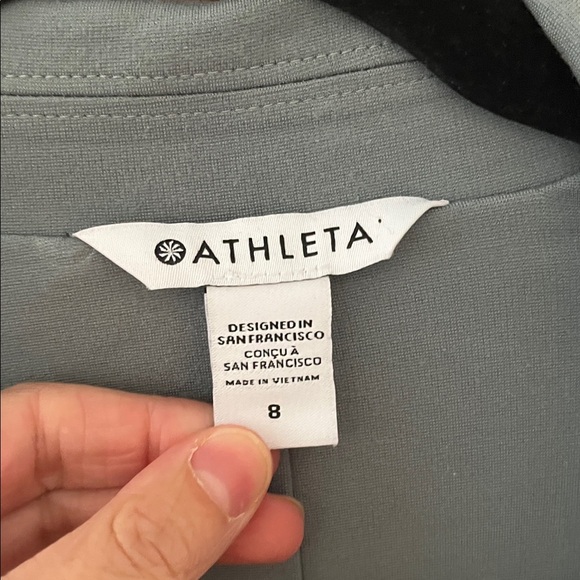 ATHLETA
DESIGNED IN
SAN FRANCISCO
CONÇU À
SAN FRANCISCO
MADE IN VIETNAM
8